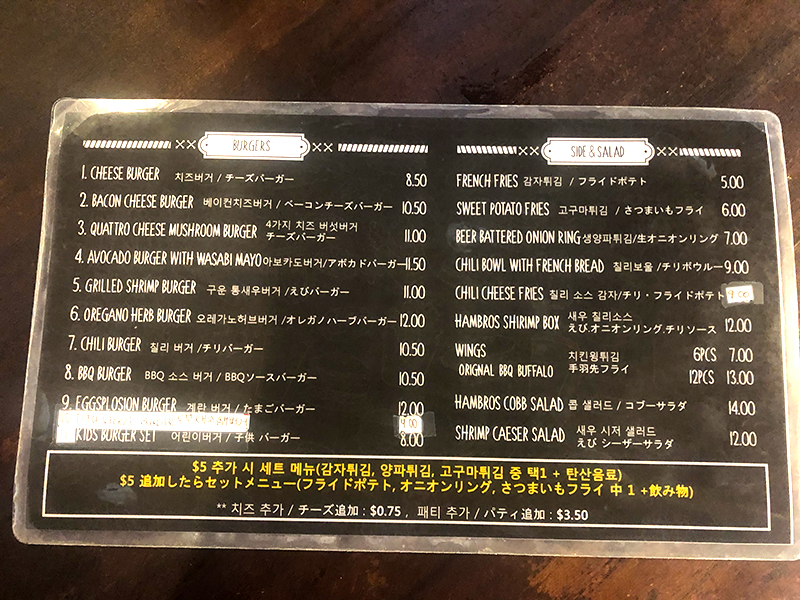 BURGERS
1. CHEESE BURGER 치즈버거 / チーズバーガー 8.50
2. BACON CHEESE BURGER 베이컨치즈버거 / ベーコンチーズバーガー 10.50
3. QUATTRO CHEESE MUSHROOM BURGER 4가지 치즈 버섯버거
チーズバーガー 11.00
4. AVOCADO BURGER WITH WASABI MAYO 아보카도버거/アボカドバーガー 11.50
5. GRILLED SHRIMP BURGER 구운 통새우버거 /えびバーガー 11.00
6. OREGANO HERB BURGER 오레가노허브버거 /オレガノハーブバーガー 12.00
7. CHILI BURGER 칠리 버거 /チリバーガー 10.50
8. BBQ BURGER BBQ 소스 버거 / BBQソースバーガー 10.50
9. EGGSPLOSION BURGER 계란 버거 / たまごバーガー 12.00
9.00
KIDS BURGER SET 어린이버거 / 子供 バーガー 8.00
SIDE & SALAD
FRENCH FRIES 감자튀김 / フライドポテト 5.00
SWEET POTATO FRIES 고구마튀김 / さつまいもフライ 6.00
BEER BATTERED ONION RING 생양파튀김/生オニオンリング 7.00
CHILI BOWL WITH FRENCH BREAD 칠리보울 /チリボウルー 9.00
CHILI CHEESE FRIES 칠리 소스 감자/チリ・フライドポテト 9.00
HAMBROS SHIRIMP BOX 새우 칠리소스
えび.オニオンリング.チリソース 12.00
WINGS 치킨윙튀김 6PCS 7.00
ORIGNAL BBQ BUFFALO 手羽先フライ
12PCS 13.00
HAMBROS COBB SALAD 콥 샐러드 / コブーサラダ 14.00
SHRIMP CAESER SALAD 새우 시저 샐러드
えび シーザーサラダ 12.00
$5 추가 시 세트 메뉴(감자튀김, 양파튀김, 고구마튀김 중 택1 + 탄산음료)
$5 追加したらセットメニュー(フライドポテト, オニオンリング, さつまいもフライ 中 1 +飲み物)
** 치즈 추가 / チーズ追加 : $0.75 , 패티 추가 / パティ追加 : $3.50